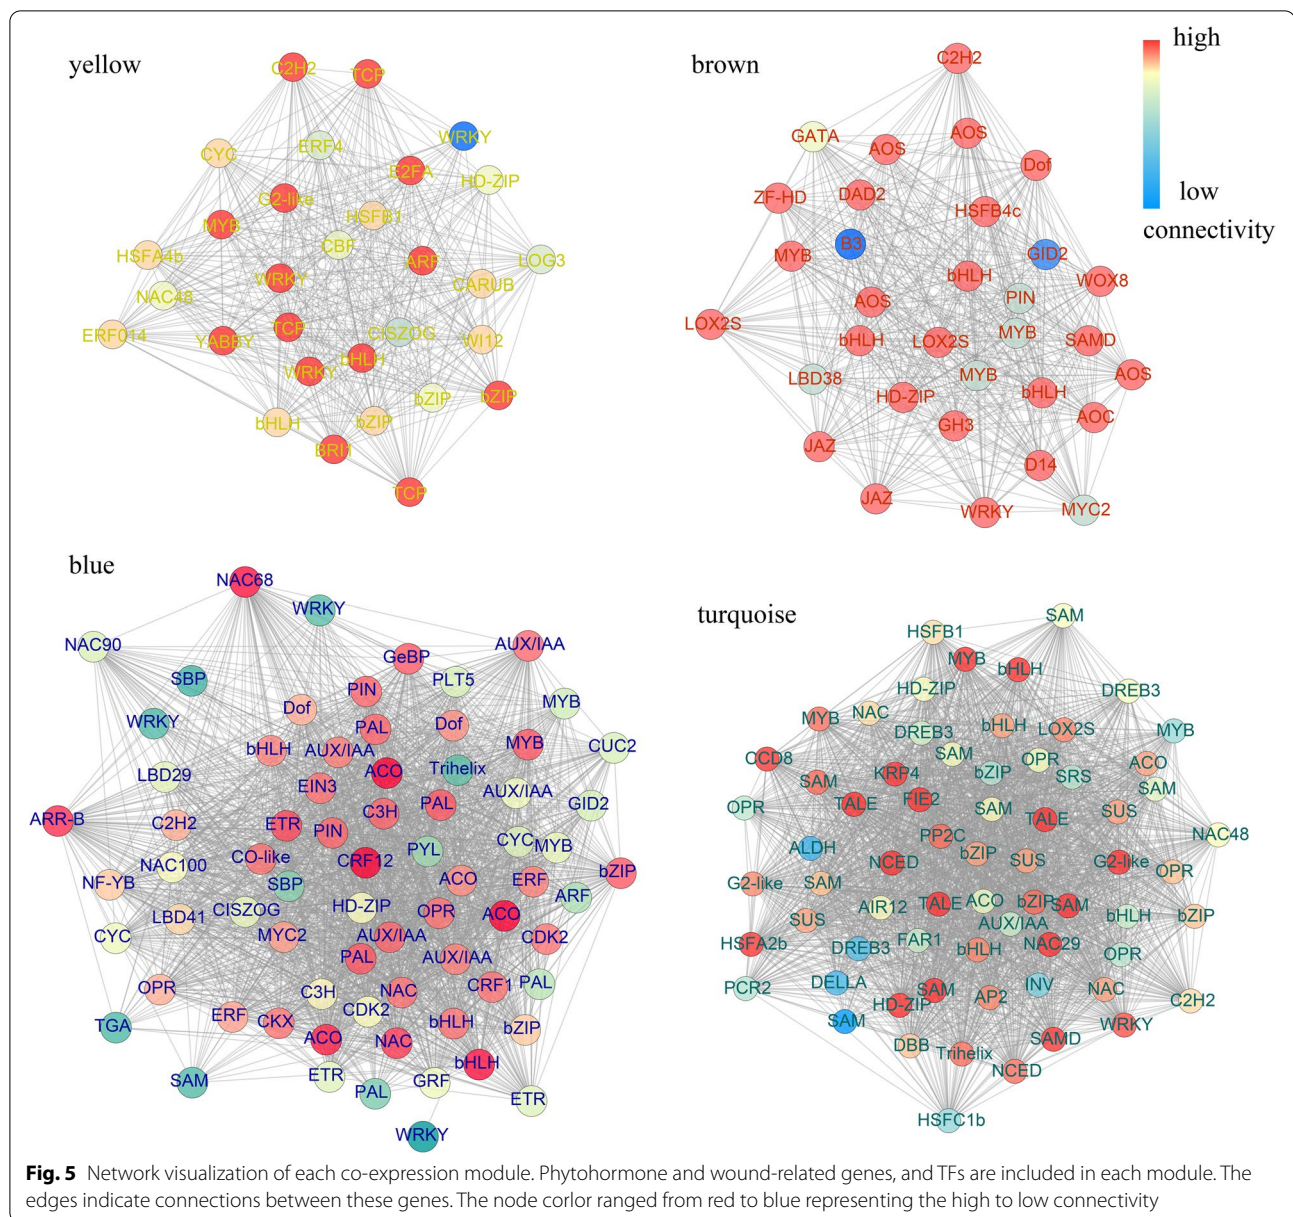 yellow
C2H2
TCP
WRKY
CYC
ERF4
E2FA
HD-ZIP
G2-like
HSFB1
MYB
CBF
HSFA4b
ARF
LOG3
WRKY
CARUB
NAC48
TCP
CISZOG
ERF014
YABBY
WI12
bHLH
WRKY
bZIP
bZIP
bHLH
bZIP
BRI1
TCP
brown
C2H2
GATA
AOS
AOS
Dof
ZF-HD
DAD2
HSFB4c
B3
MYB
GID2
bHLH
WOX8
PIN
AOS
LOX2S
bHLH
LOX2S
MYB
SAMD
LBD38
MYB
AOS
HD-ZIP
bHLH
GH3
AOC
JAZ
D14
JAZ
WRKY
MYC2
high
low
connectivity
blue
NAC68
WRKY
NAC90
GeBP
AUX/IAA
SBP
PIN
PLT5
MYB
WRKY
Dof
PAL
Dof
bHLH
AUX/IAA
MYB
CUC2
LBD29
ACO
Trihelix
EIN3
AUX/IAA
GID2
ARR-B
C2H2
ETR
PIN
C3H
PAL
CYC
MYB
NAC100
CO-like
CRF12
PYL
NF-YB
SBP
ACO
ERF
bZIP
LBD41
CISZOG
HD-ZIP
OPR
ACO
ARF
CYC
MYC2
AUX/IAA
CDK2
PAL
AUX/IAA
OPR
C3H
NAC
CRF1
PAL
TGA
ERF
CKX
CDK2
bHLH
bZIP
ACO
NAC
SAM
ETR
PAL
GRF
bHLH
ETR
WRKY
turquoise
SAM
HSFB1
MYB
bHLH
HD-ZIP
DREB3
MYB
NAC
DREB3
bHLH
LOX2S
MYB
CCD8
SAM
KRP4
SAM
bZIP
OPR
SRS
ACO
SAM
OPR
TALE
FIE2
SAM
TALE
SUS
NAC48
ALDH
PP2C
NCED
bZIP
SUS
G2-like
OPR
G2-like
SAM
AIR12
TALE
ACO
bZIP
SAM
SUS
AUX/IAA
bHLH
bZIP
HSFA2b
DREB3
FAR1
bHLH
NAC29
OPR
PCR2
DELLA
SAM
HD-ZIP
AP2
INV
NAC
C2H2
SAM
DBB
Trihelix
SAMD
WRKY
NCED
HSFC1b
Fig. 5 Network visualization of each co-expression module. Phytohormone and wound-related genes, and TFs are included in each module. The
edges indicate connections between these genes. The node corlor ranged from red to blue representing the high to low connectivity